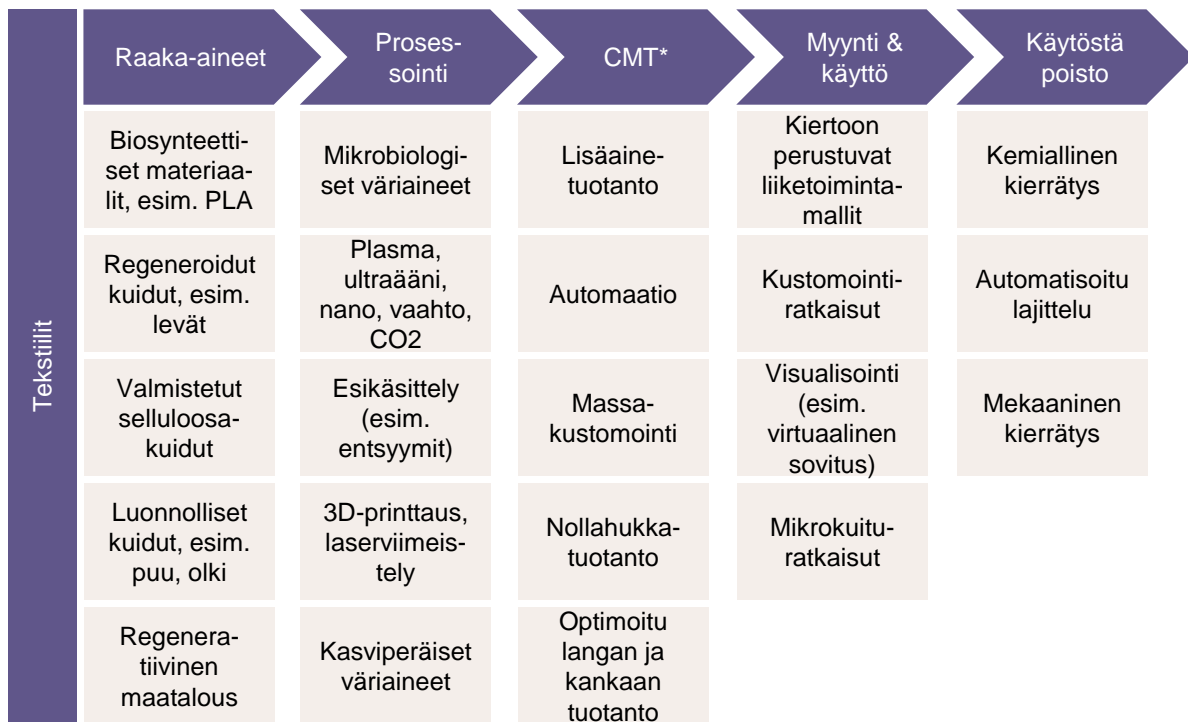 Tekstiilit
Raaka-aineet
Proses-
sointi
CMT*
Myynti &
käyttö
Käytöstä
poisto
Biosynteetti-
set materiaa-
lit, esim. PLA
Mikrobiologi-
set väriaineet
Lisäaine-
tuotanto
Kiertoon
perustuvat
liiketoiminta-
mallit
Kemiallinen
kierrätys
Regeneroidut
kuidut, esim.
levät
Plasma,
ultraääni,
nano, vaahto,
CO2
Automaatio
Kustomointi-
ratkaisut
Automatisoitu
lajittelu
Valmistetut
selluloosa-
kuidut
Esikäsittely
(esim.
entsyymit)
Massa-
kustomointi
Visualisointi
(esim.
virtuaalinen
sovitus)
Mekaaninen
kierrätys
Luonnolliset
kuidut, esim.
puu, olki
3D-printtaus,
laserviimeis-
tely
Nollahukka-
tuotanto
Mikrokuitu-
ratkaisut
Regenera-
tiivinen
maatalous
Kasviperäiset
väriaineet
Optimoitu
langan ja
kankaan
tuotanto